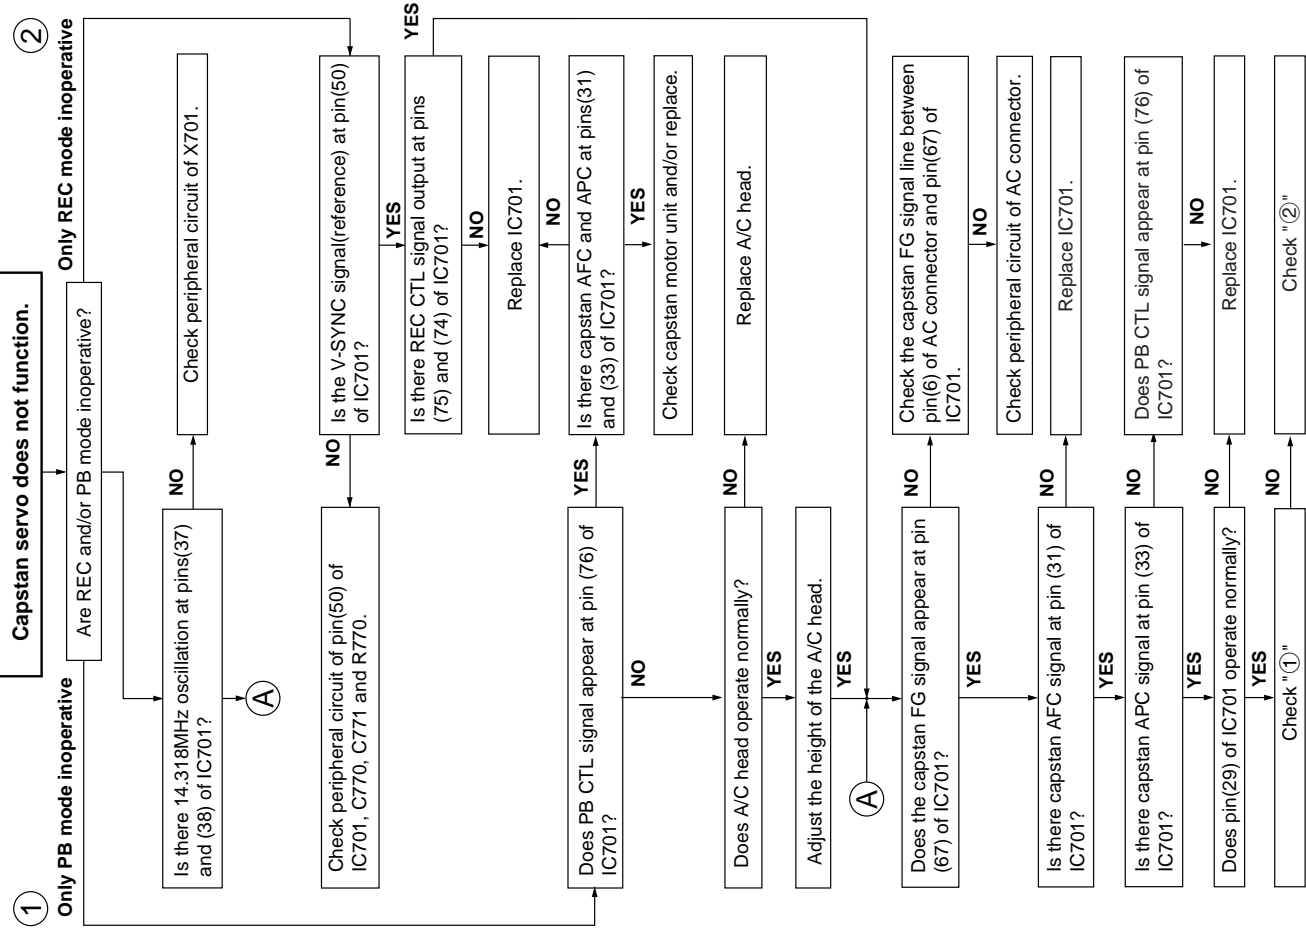 Capstan servo does not function.
1
Only PB mode inoperative
Are REC and/or PB mode inoperative?
Only REC mode inoperative
2
Is there 14.318MHz oscillation at pins(37)
and (38) of IC701?
NO
Check peripheral circuit of X701.
A
Is the V-SYNC signal(reference) at pin(50)
of IC701?
NO
Check peripheral circuit of pin(50) of
IC701, C770, C771 and R770.
YES
Is there REC CTL signal output at pins
(75) and (74) of IC701?
YES
NO
Replace IC701.
NO
Does PB CTL signal appear at pin (76) of
IC701?
YES
Is there capstan AFC and APC at pins(31)
and (33) of IC701?
YES
Check capstan motor unit and/or replace.
NO
Does A/C head operate normally?
NO
Replace A/C head.
YES
Adjust the height of the A/C head.
YES
A
Does the capstan FG signal appear at pin
(67) of IC701?
NO
Check the capstan FG signal line between
pin(6) of AC connector and pin(67) of
IC701.
NO
Check peripheral circuit of AC connector.
YES
Is there capstan AFC signal at pin (31) of
IC701?
NO
Replace IC701.
YES
Is there capstan APC signal at pin (33) of
IC701?
NO
Does PB CTL signal appear at pin (76) of
IC701?
NO
Replace IC701.
YES
Does pin(29) of IC701 operate normally?
NO
YES
Check "①"
NO
Check "②"